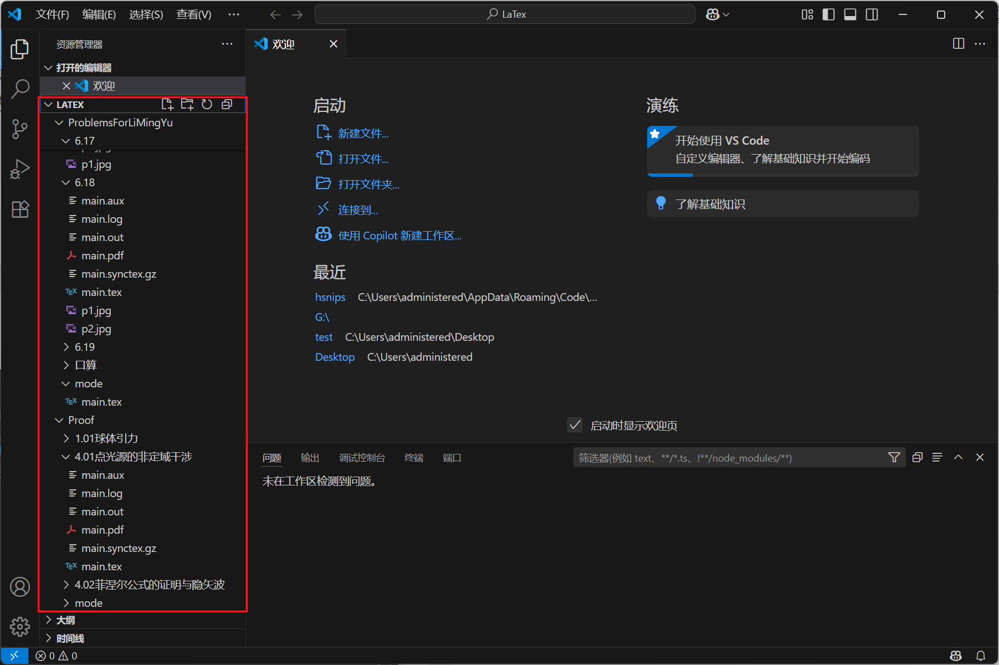 文件(F) 编辑(E) 选择(S) 查看(V) ···
LaTex
资源管理器
打开的编辑器
欢迎
LATEX
ProblemsForLiMingYu
6.17
p1.jpg
6.18
main.aux
main.log
main.out
main.pdf
main.synctex.gz
TEX main.tex
p1.jpg
p2.jpg
6.19
口算
mode
TEX main.tex
Proof
1.01球体引力
4.01点光源的非定域干涉
main.aux
main.log
main.out
main.pdf
main.synctex.gz
TEX main.tex
4.02菲涅尔公式的证明与隐矢波
mode
大纲
时间线
欢迎
启动
新建文件...
打开文件...
打开文件夹...
连接到...
使用 Copilot 新建工作区...
最近
hsnips C:\Users\administered\AppData\Roaming\Code\...
G:\
test C:\Users\administered\Desktop
Desktop C:\Users\administered
演练
开始使用 VS Code
自定义编辑器、了解基础知识并开始编码
了解基础知识
启动时显示欢迎页
问题 输出 调试控制台 终端 端口
筛选器(例如 text、**/*.ts、!**/node_modules/**)
未在工作区检测到问题。
0 0